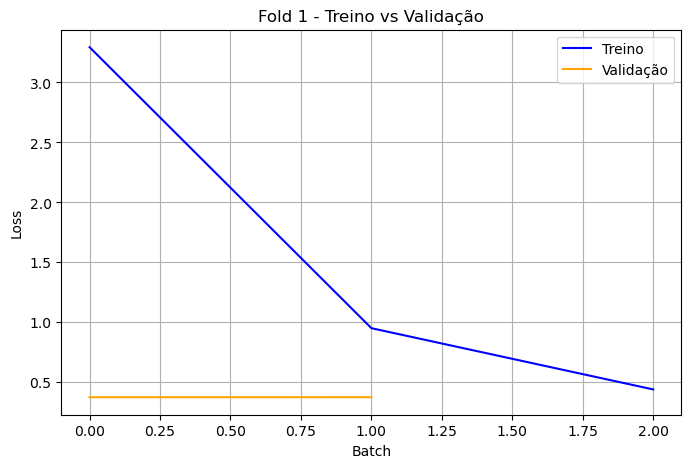 Fold 1 - Treino vs Validação
Treino
Validação
Loss
3.0
2.5
2.0
1.5
1.0
0.5
0.00 0.25 0.50 0.75 1.00 1.25 1.50 1.75 2.00
Batch